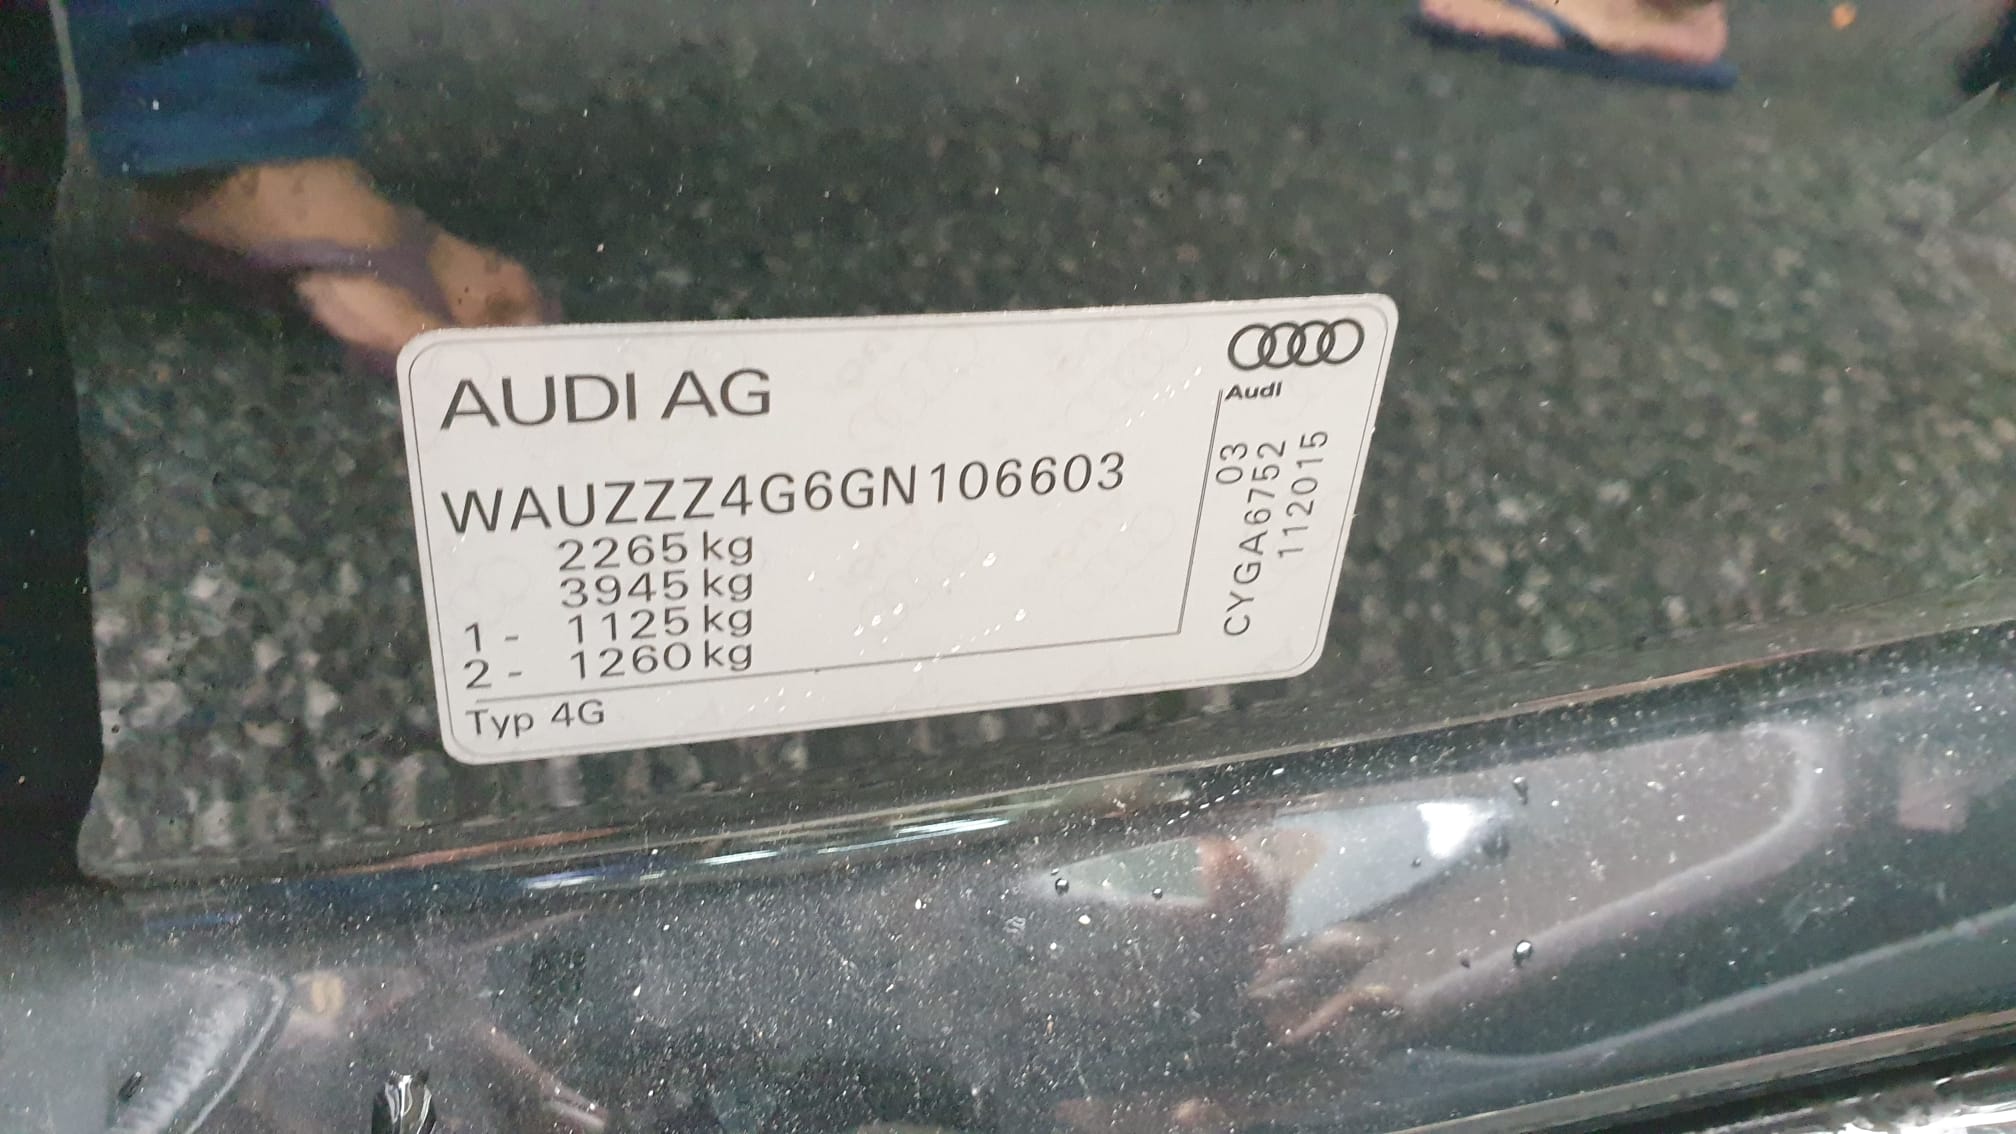 AUDI AG
Audi
WAUZZZ4G6GN106603
2265 kg
3945 kg
1 - 1125 kg
2 - 1260 kg
Typ 4G
03
CYGA6752
112015